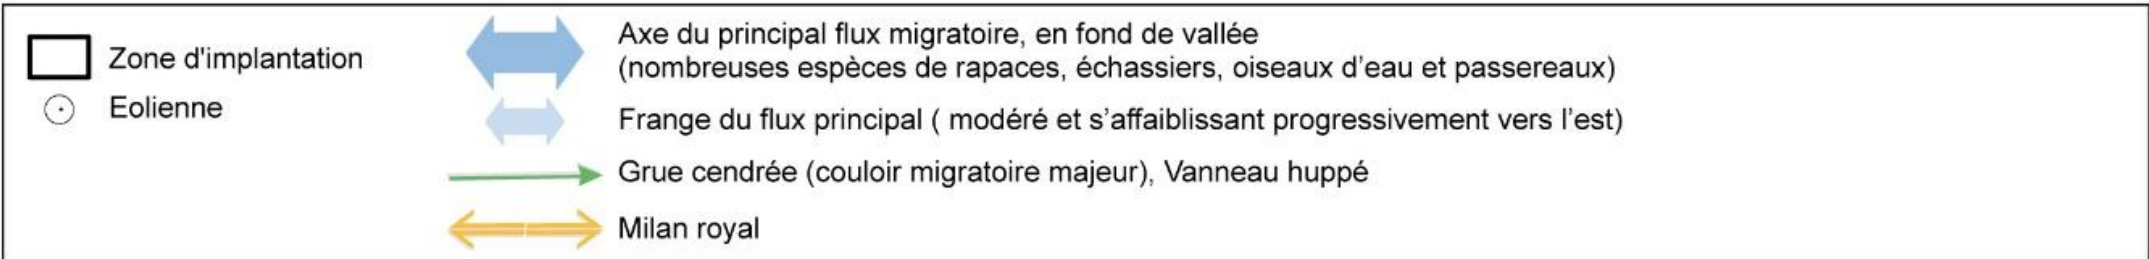 Zone d'implantation
Eolienne
Axe du principal flux migratoire, en fond de vallée
(nombreuses espèces de rapaces, échassiers, oiseaux d’eau et passereaux)
Frange du flux principal ( modéré et s’affaiblissant progressivement vers l’est)
Grue cendrée (couloir migratoire majeur), Vanneau huppé
Milan royal